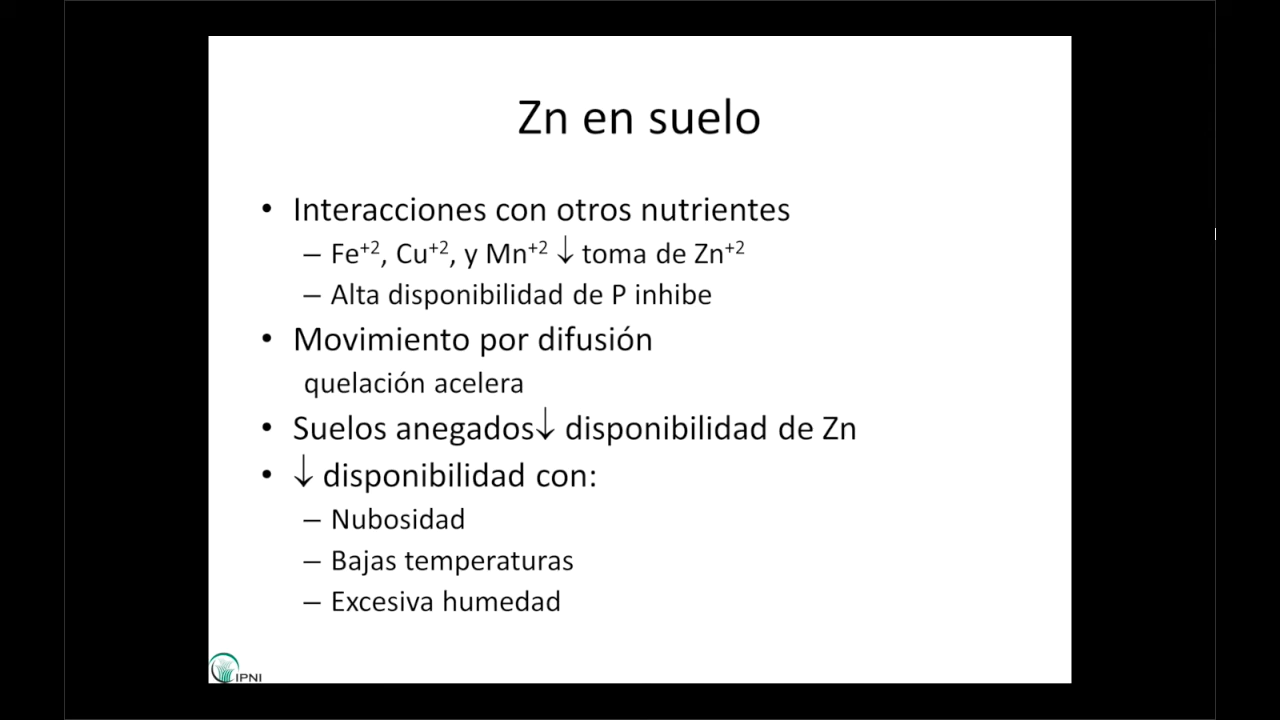 Zn en suelo
• Interacciones con otros nutrientes
– Fe+2, Cu+2, y Mn+2 ↓ toma de Zn+2
– Alta disponibilidad de P inhibe
• Movimiento por difusión
quelación acelera
• Suelos anegados↓ disponibilidad de Zn
• ↓ disponibilidad con:
– Nubosidad
– Bajas temperaturas
– Excesiva humedad
IPNI